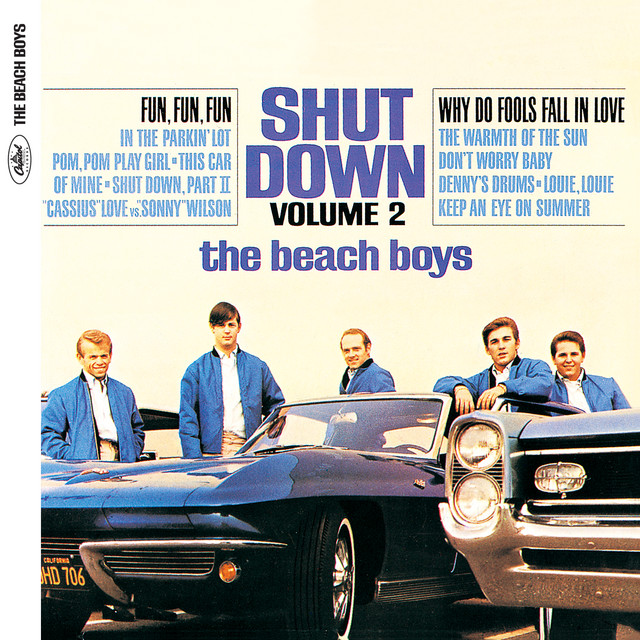 THE BEACH BOYS
Capitol
FUN, FUN, FUN
IN THE PARKIN' LOT
POM, POM PLAY GIRL ▪ THIS CAR
OF MINE ▪ SHUT DOWN, PART II
"CASSIUS" LOVE vs. "SONNY" WILSON
SHUT
DOWN
VOLUME 2
the beach boys
WHY DO FOOLS FALL IN LOVE
THE WARMTH OF THE SUN
DON'T WORRY BABY
DENNY'S DRUMS ▪ LOUIE, LOUIE
KEEP AN EYE ON SUMMER
CALIFORNIA
HD 706